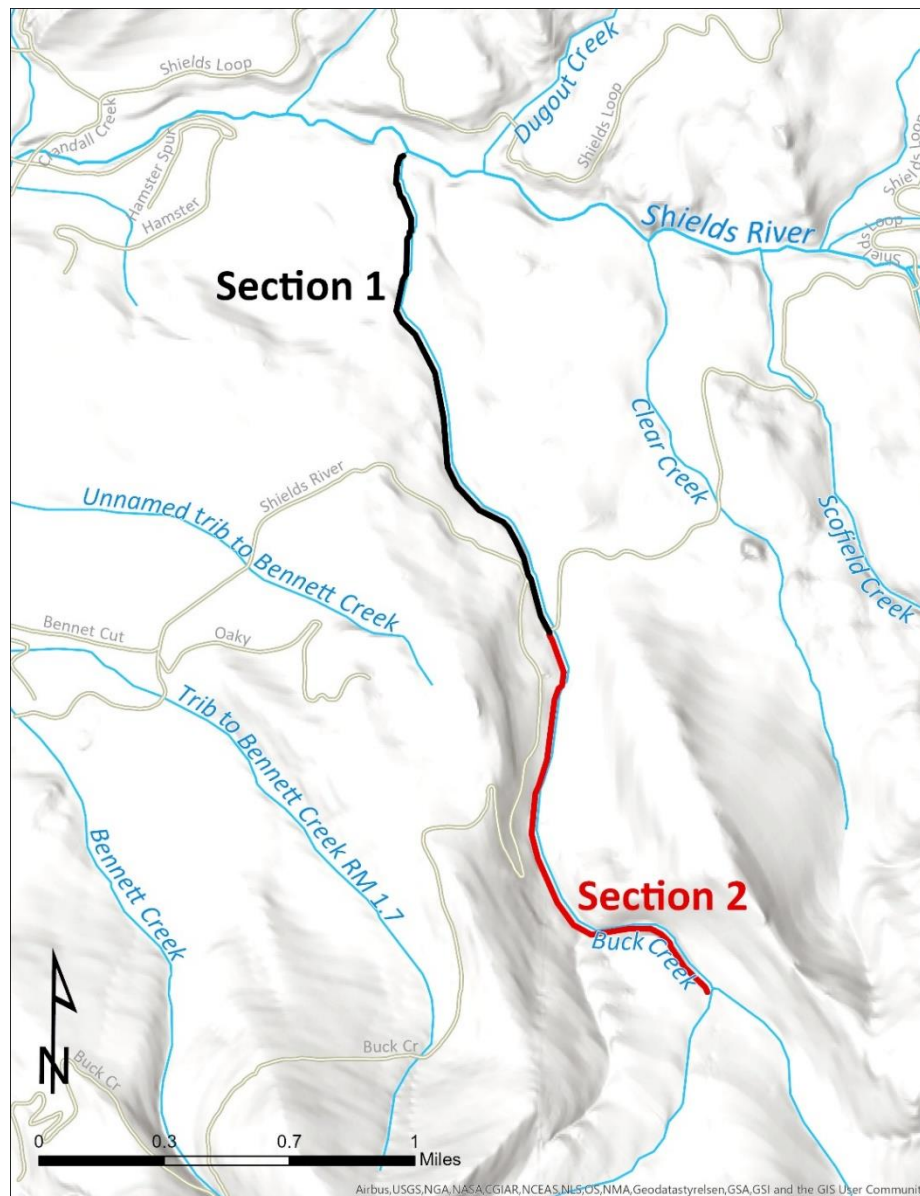 Shields Loop
Dugout Creek
Crandall Creek
Hamster Spur
Shields Loop
Shields Loop
Hamster
Shields River
Shields
Section 1
Clear Creek
Shields River
Unnamed trib to Bennett Creek
Scofield Creek
Bennet Cut
Oaky
Trib to Bennett Creek RM 1.7
Bennett Creek
Section 2
Buck Creek
N
Buck Cr
Buck Cr
0 0.3 0.7 1
Miles
Airbus,USGS,NGA,NASA,CGIAR,NCEAS,NLS,OS,NMA,Geodatastyrelsen,GSA,GSI and the GIS User Communit